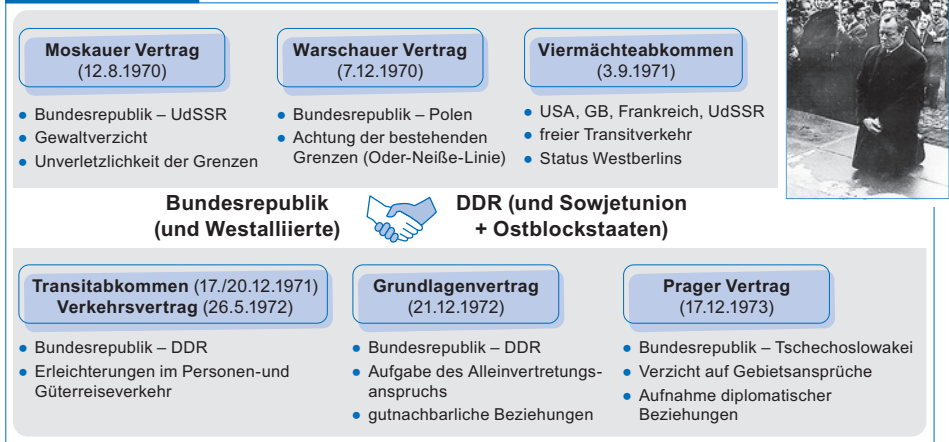 Moskauer Vertrag
(12.8.1970)
• Bundesrepublik – UdSSR
• Gewaltverzicht
• Unverletzlichkeit der Grenzen
Warschauer Vertrag
(7.12.1970)
• Bundesrepublik – Polen
• Achtung der bestehenden
Grenzen (Oder-Neiße-Linie)
Viermächteabkommen
(3.9.1971)
• USA, GB, Frankreich, UdSSR
• freier Transitverkehr
• Status Westberlins
Bundesrepublik
(und Westalliierte)
DDR (und Sowjetunion
+ Ostblockstaaten)
Transitabkommen (17./20.12.1971)
Verkehrsvertrag (26.5.1972)
• Bundesrepublik – DDR
• Erleichterungen im Personen-und
Güterreiseverkehr
Grundlagenvertrag
(21.12.1972)
• Bundesrepublik – DDR
• Aufgabe des Alleinvertretungs-
anspruchs
• gutnachbarliche Beziehungen
Prager Vertrag
(17.12.1973)
• Bundesrepublik – Tschechoslowakei
• Verzicht auf Gebietsansprüche
• Aufnahme diplomatischer
Beziehungen